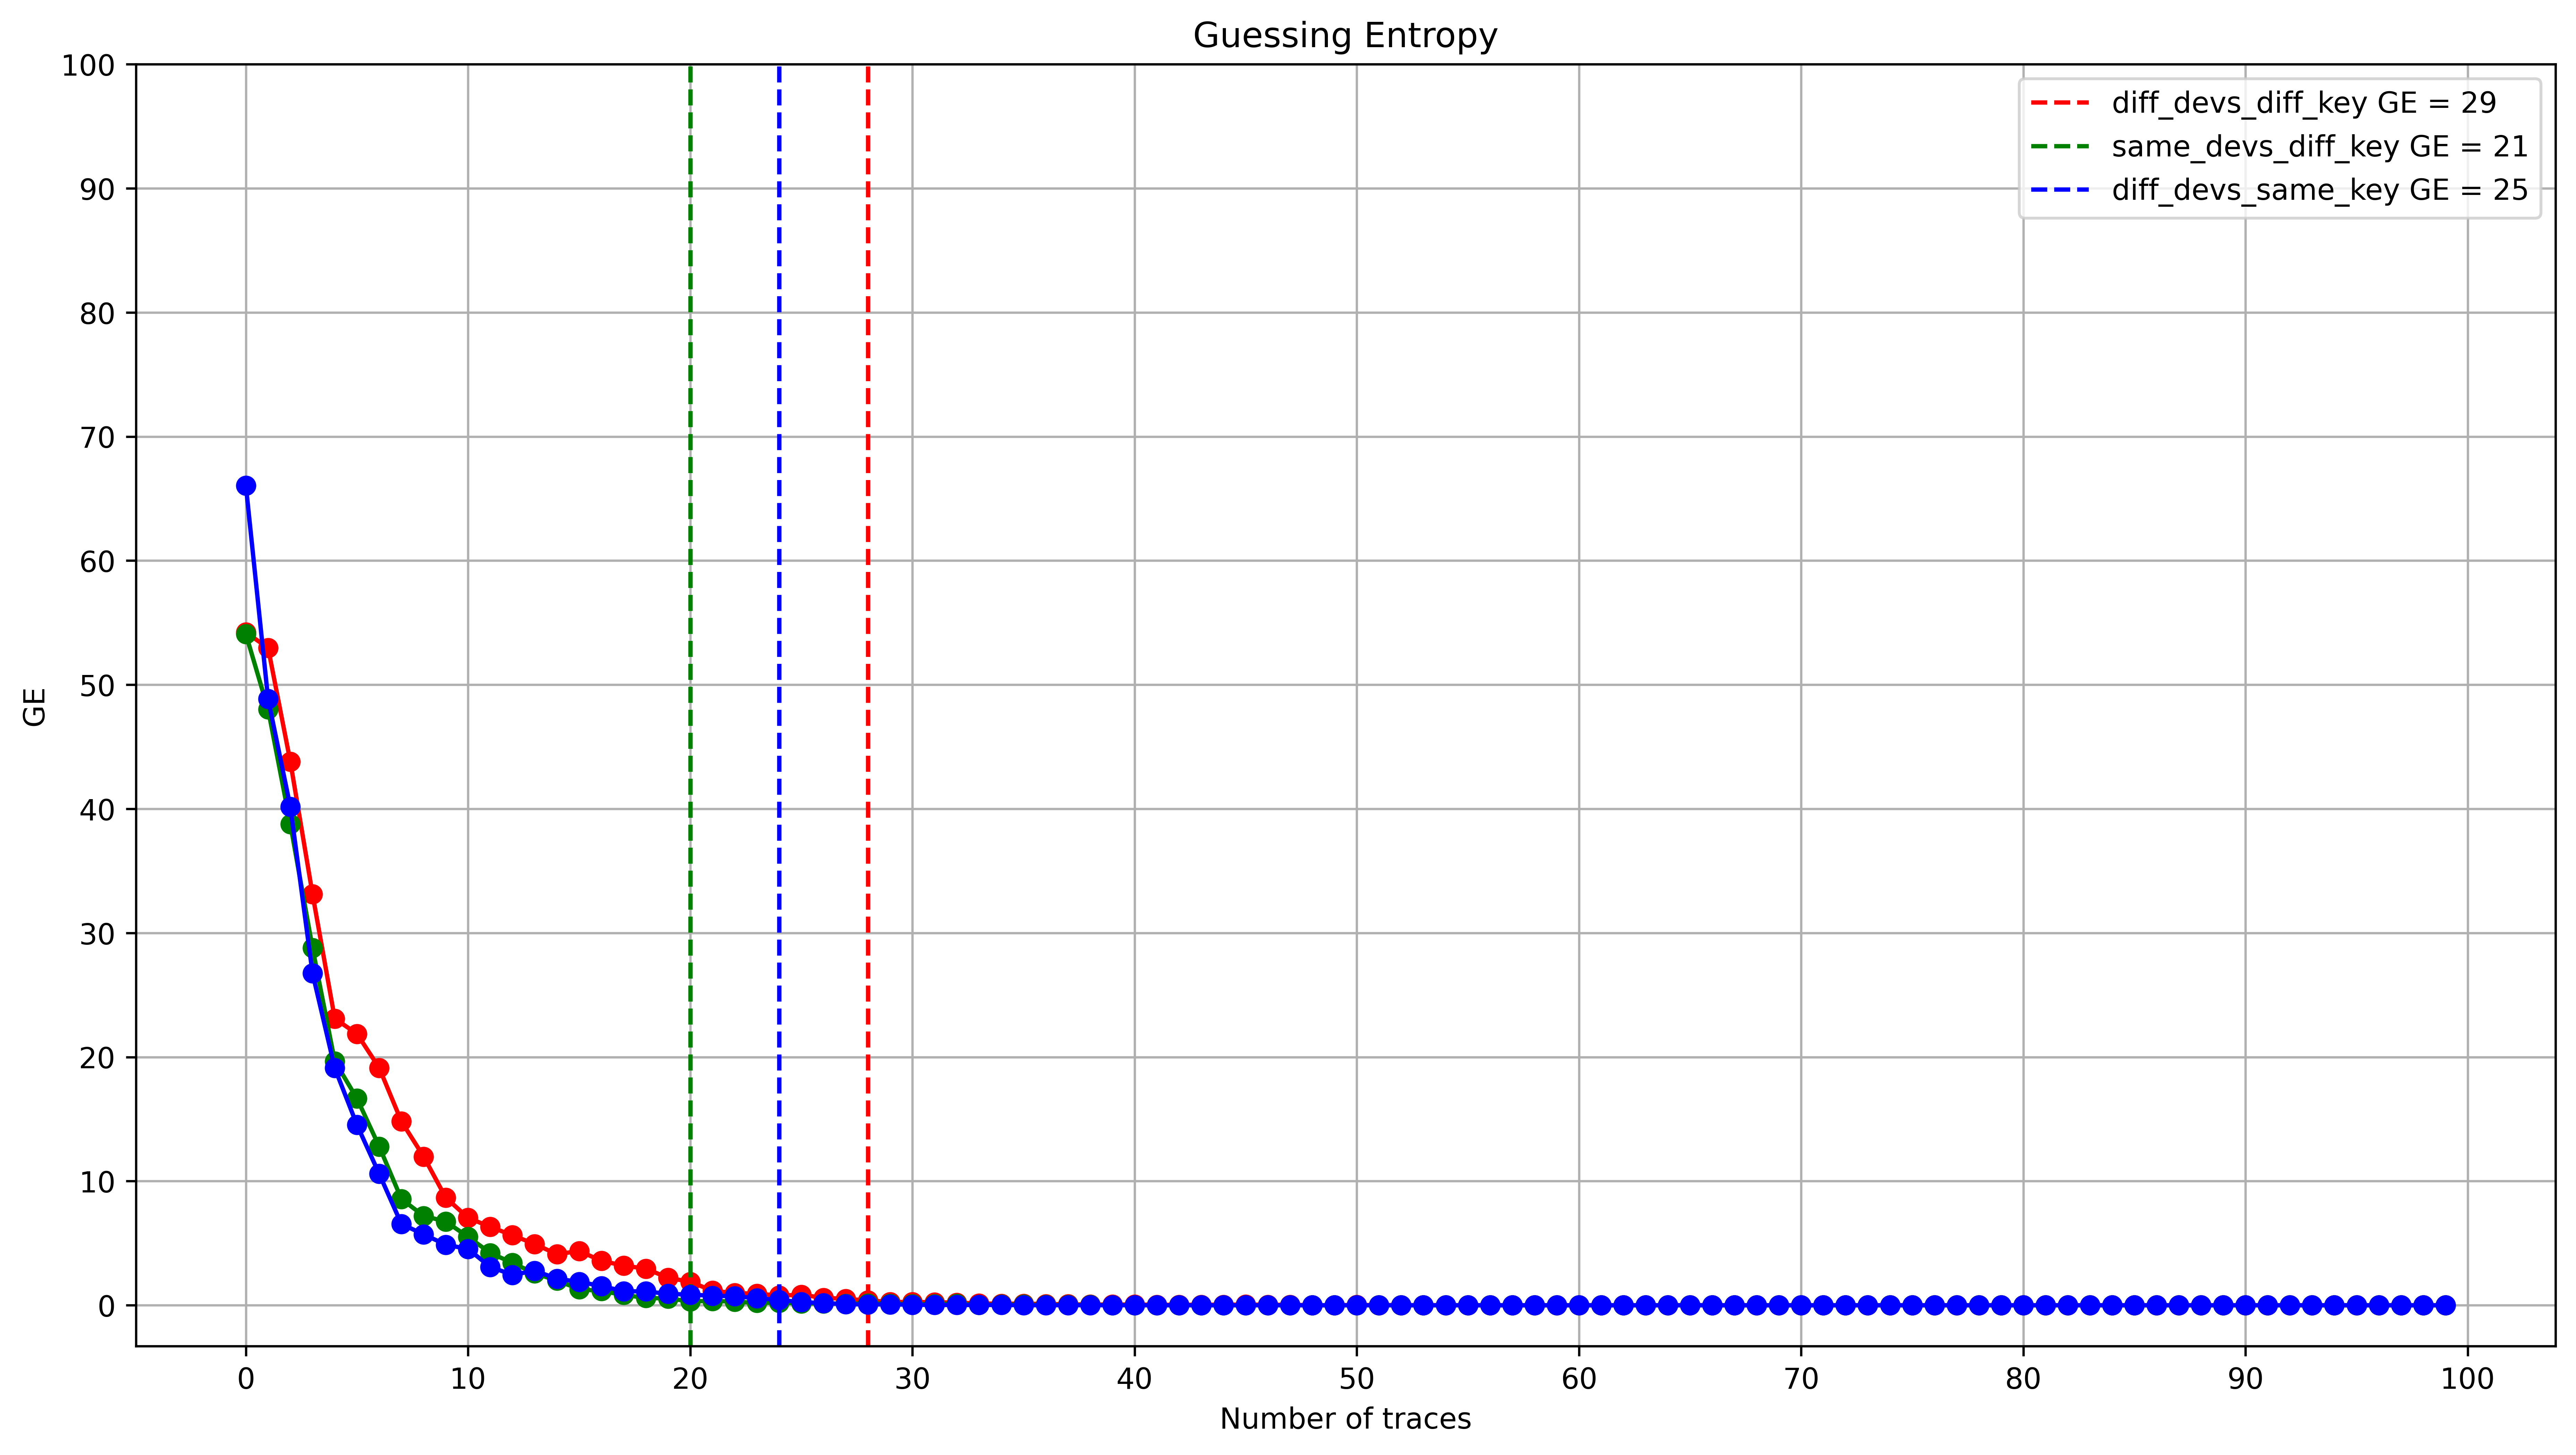 Guessing Entropy
100
90
80
70
60
50
40
30
20
10
0
GE
diff_devs_diff_key GE = 29
same_devs_diff_key GE = 21
diff_devs_same_key GE = 25
0 10 20 30 40 50 60 70 80 90 100
Number of traces